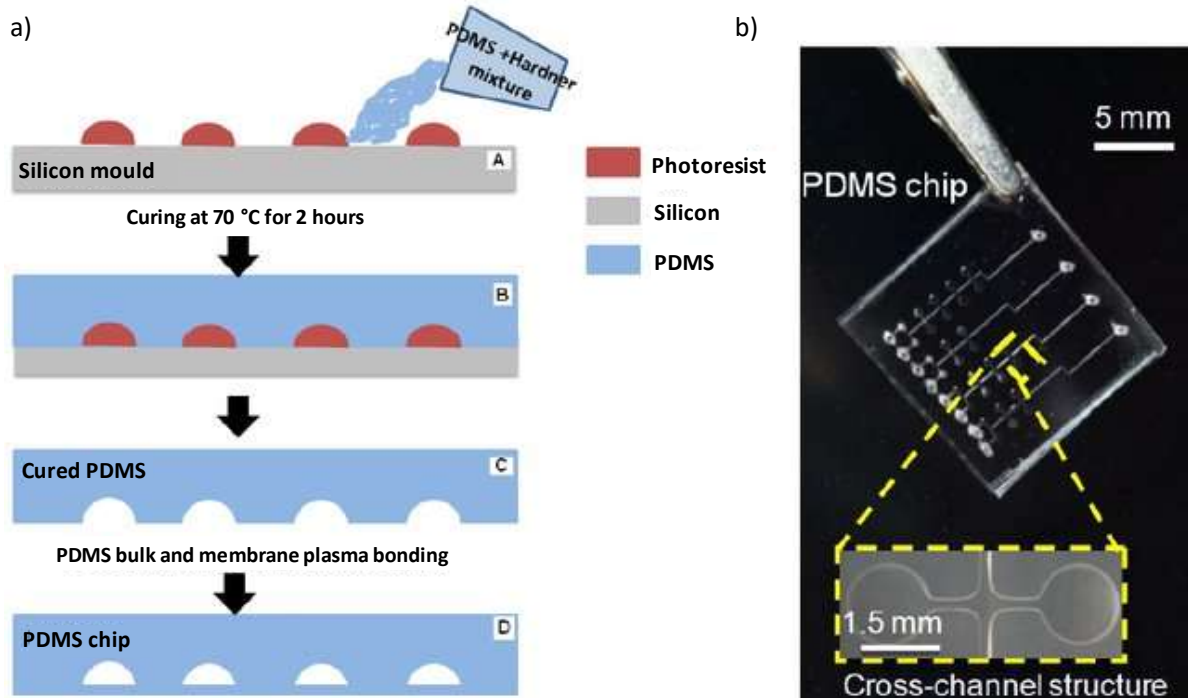 a)
PDMS +Hardner
mixture
A
Silicon mould
Curing at 70 °C for 2 hours
B
Cured PDMS
C
PDMS bulk and membrane plasma bonding
PDMS chip
D
Photoresist
Silicon
PDMS
b)
5 mm
PDMS chip
1.5 mm
Cross-channel structure